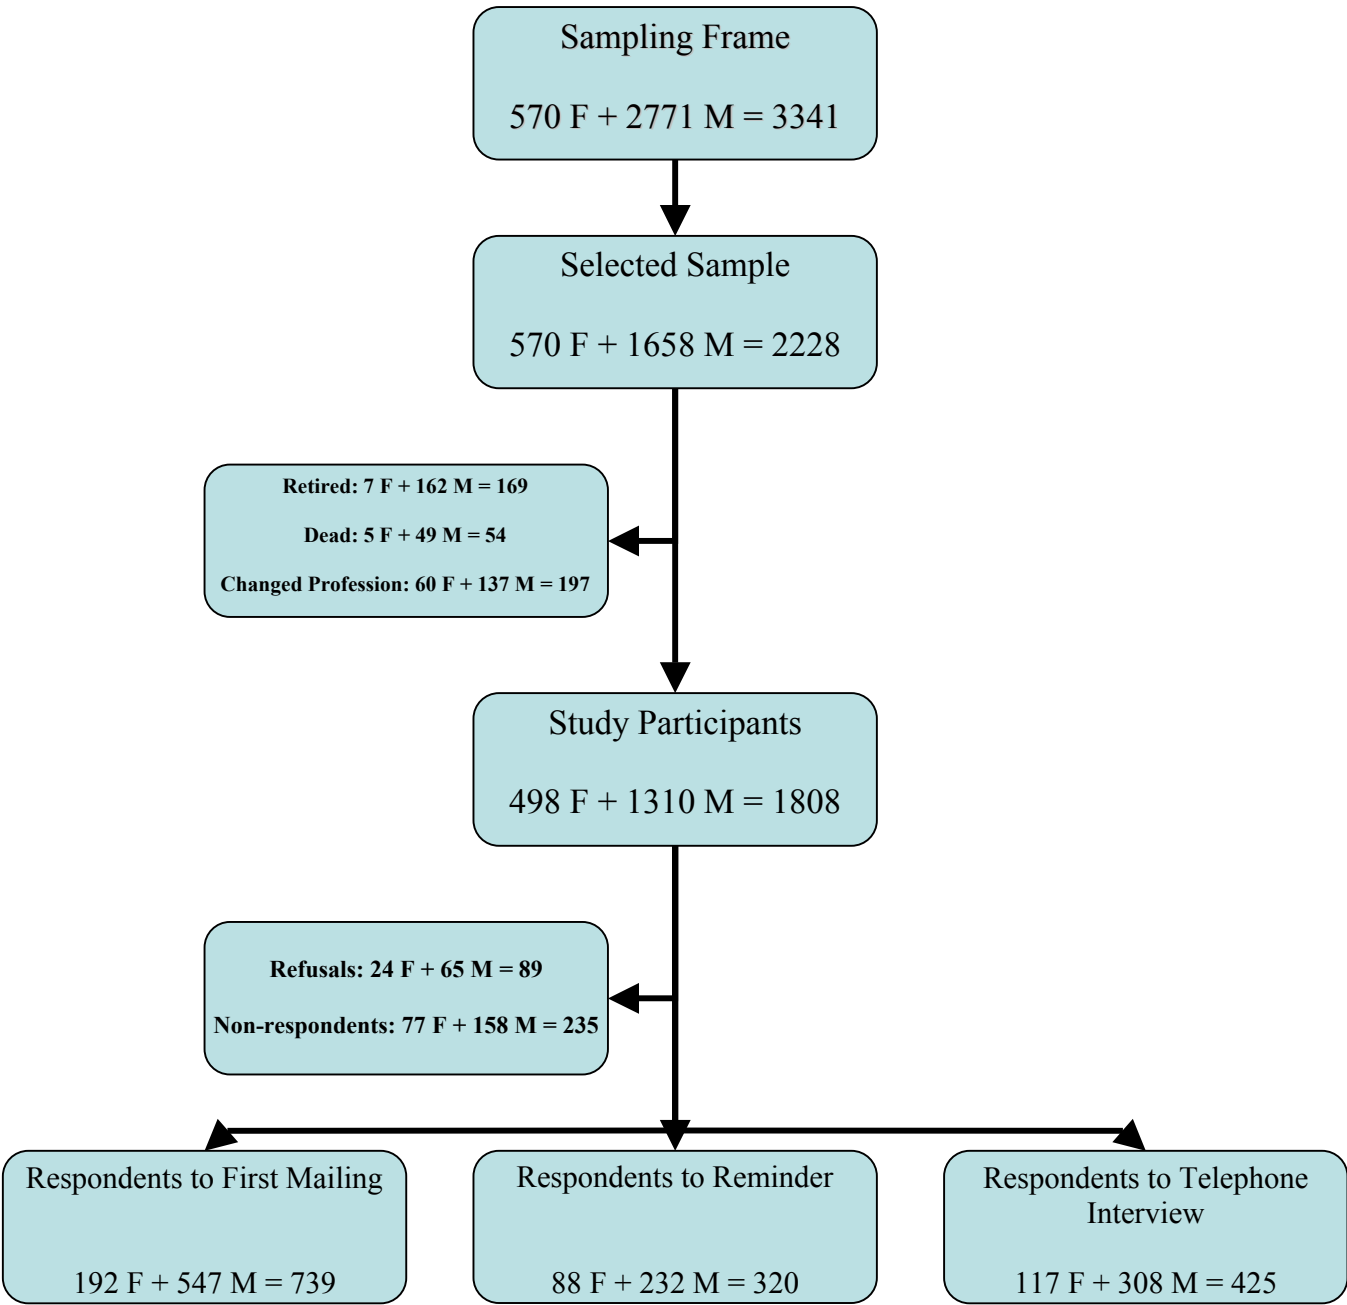 Sampling Frame
570 F + 2771 M = 3341
Selected Sample
570 F + 1658 M = 2228
Retired: 7 F + 162 M = 169
Dead: 5 F + 49 M = 54
Changed Profession: 60 F + 137 M = 197
Study Participants
498 F + 1310 M = 1808
Refusals: 24 F + 65 M = 89
Non-respondents: 77 F + 158 M = 235
Respondents to First Mailing
192 F + 547 M = 739
Respondents to Reminder
88 F + 232 M = 320
Respondents to Telephone
Interview
117 F + 308 M = 425